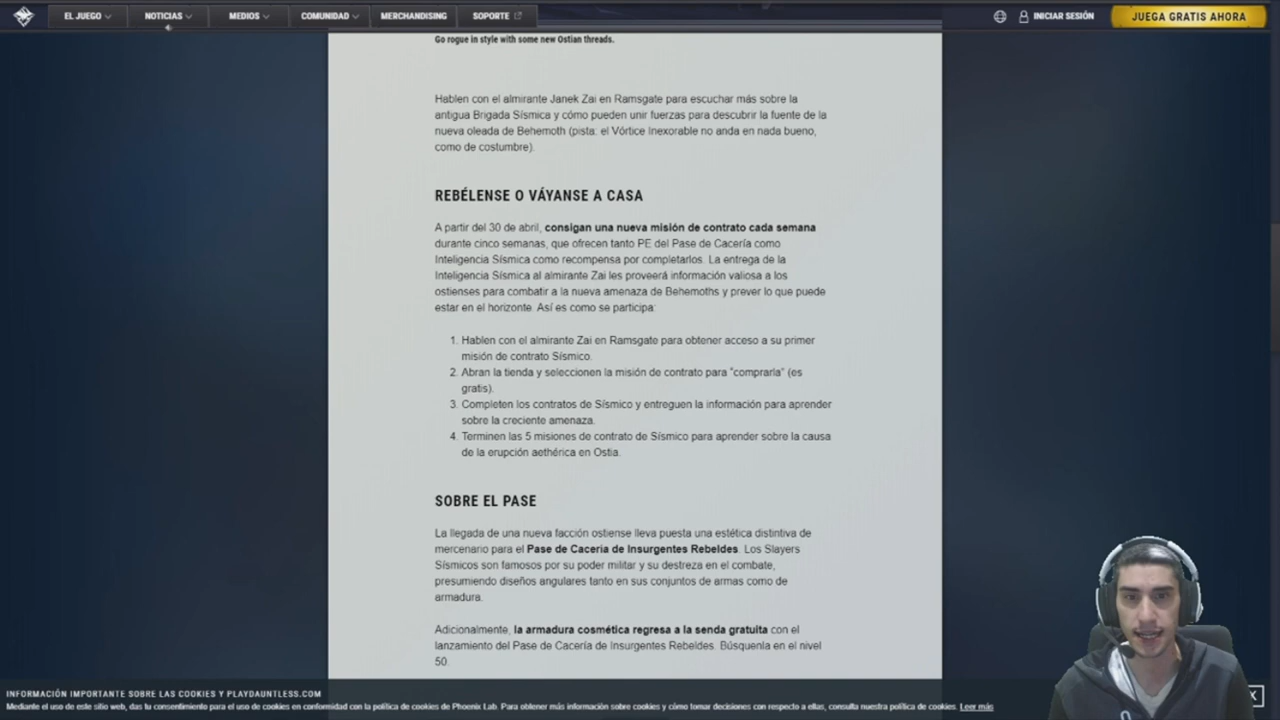 EL JUEGO
NOTICIAS
MEDIOS
COMUNIDAD
MERCHANDISING
SOPORTE
INICIAR SESIÓN
JUEGA GRATIS AHORA
Go rogue in style with some new Ostian threads.
Hablen con el almirante Janek Zai en Ramsgate para escuchar más sobre la
antigua Brigada Sísmica y cómo pueden unir fuerzas para descubrir la fuente de la
nueva oleada de Behemoth (pista: el Vórtice Inexorable no anda en nada bueno,
como de costumbre).
REBÉLENSE O VÁYANSE A CASA
A partir del 30 de abril, consigan una nueva misión de contrato cada semana
durante cinco semanas, que ofrecen tanto PE del Pase de Cacería como
Inteligencia Sísmica como recompensa por completarlos. La entrega de la
Inteligencia Sísmica al almirante Zai les proveerá información valiosa a los
ostienses para combatir a la nueva amenaza de Behemoths y prever lo que puede
estar en el horizonte. Así es como se participa:
1. Hablen con el almirante Zai en Ramsgate para obtener acceso a su primer
misión de contrato Sísmico.
2. Abran la tienda y seleccionen la misión de contrato para "comprarla" (es
gratis).
3. Completen los contratos de Sísmico y entreguen la información para aprender
sobre la creciente amenaza.
4. Terminen las 5 misiones de contrato de Sísmico para aprender sobre la causa
de la erupción aethérica en Ostia.
SOBRE EL PASE
La llegada de una nueva facción ostiense lleva puesta una estética distintiva de
mercenario para el Pase de Cacería de Insurgentes Rebeldes. Los Slayers
Sísmicos son famosos por su poder militar y su destreza en el combate,
presumiendo diseños angulares tanto en sus conjuntos de armas como de
armadura.
Adicionalmente, la armadura cosmética regresa a la senda gratuita con el
lanzamiento del Pase de Cacería de Insurgentes Rebeldes. Búsquenla en el nivel
50.
INFORMACIÓN IMPORTANTE SOBRE LAS COOKIES Y PLAYDAUNTLESS.COM
Mediante el uso de este sitio web, das tu consentimiento para el uso de cookies en conformidad con la política de cookies de Phoenix Lab. Para obtener más información sobre cookies y cómo tomar decisiones con respecto a ellas, consulta nuestra política de cookies. Leer más
X